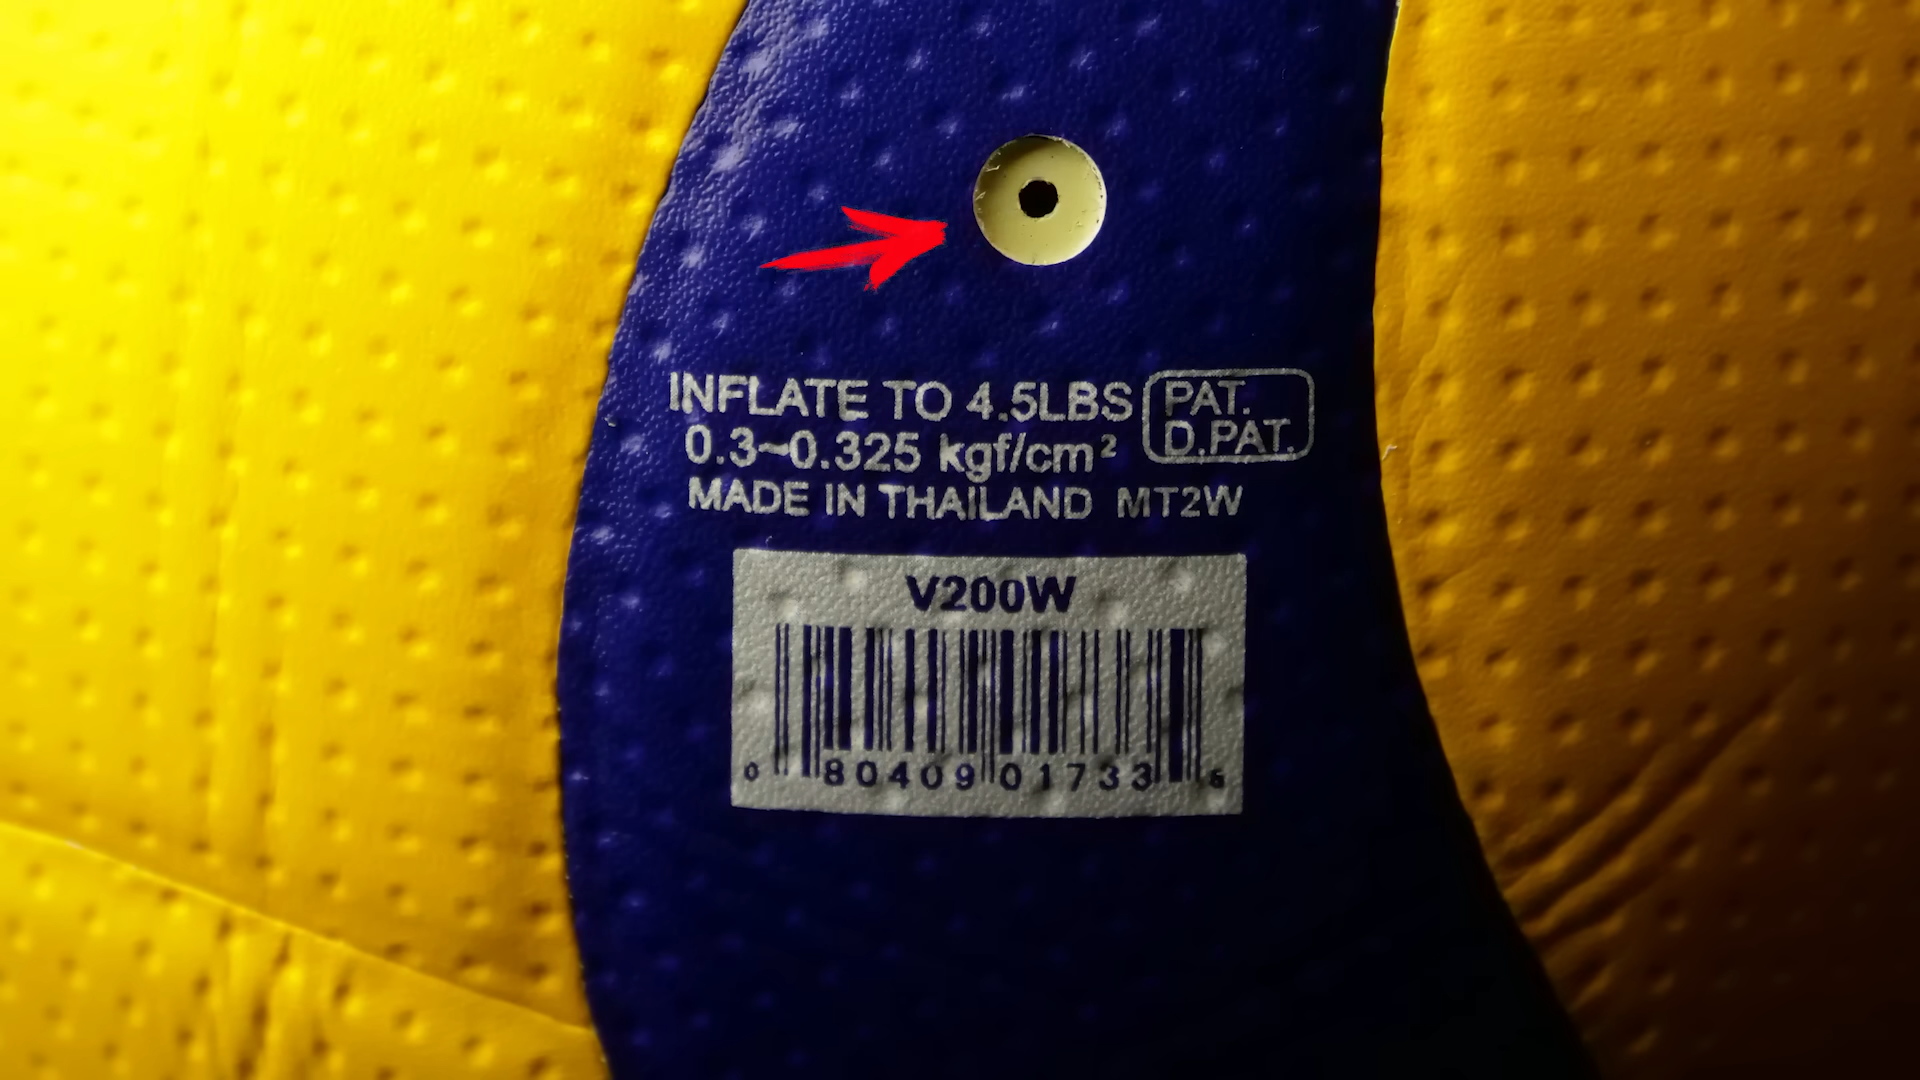 INFLATE TO 4.5LBS
0.3~0.325 kgf/cm²
PAT.
D.PAT.
MADE IN THAILAND MT2W
V200W
0 80409 01733 5